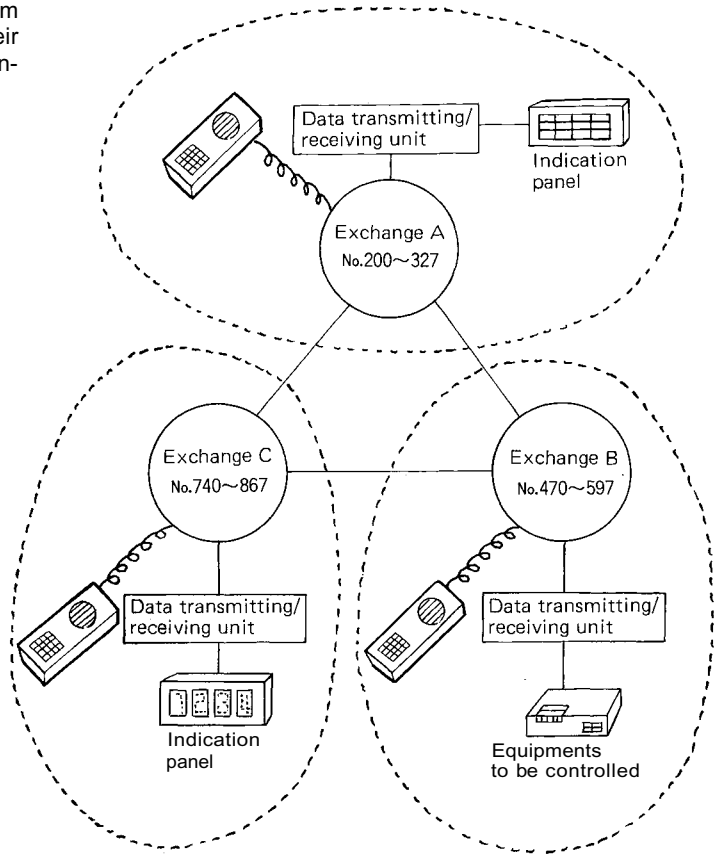 m
eir
n-
Data transmitting/
receiving unit
Indication
panel
Exchange A
No.200～327
Exchange C
No.740～867
Exchange B
No.470～597
Data transmitting/
receiving unit
Data transmitting/
receiving unit
Indication
panel
Equipments
to be controlled